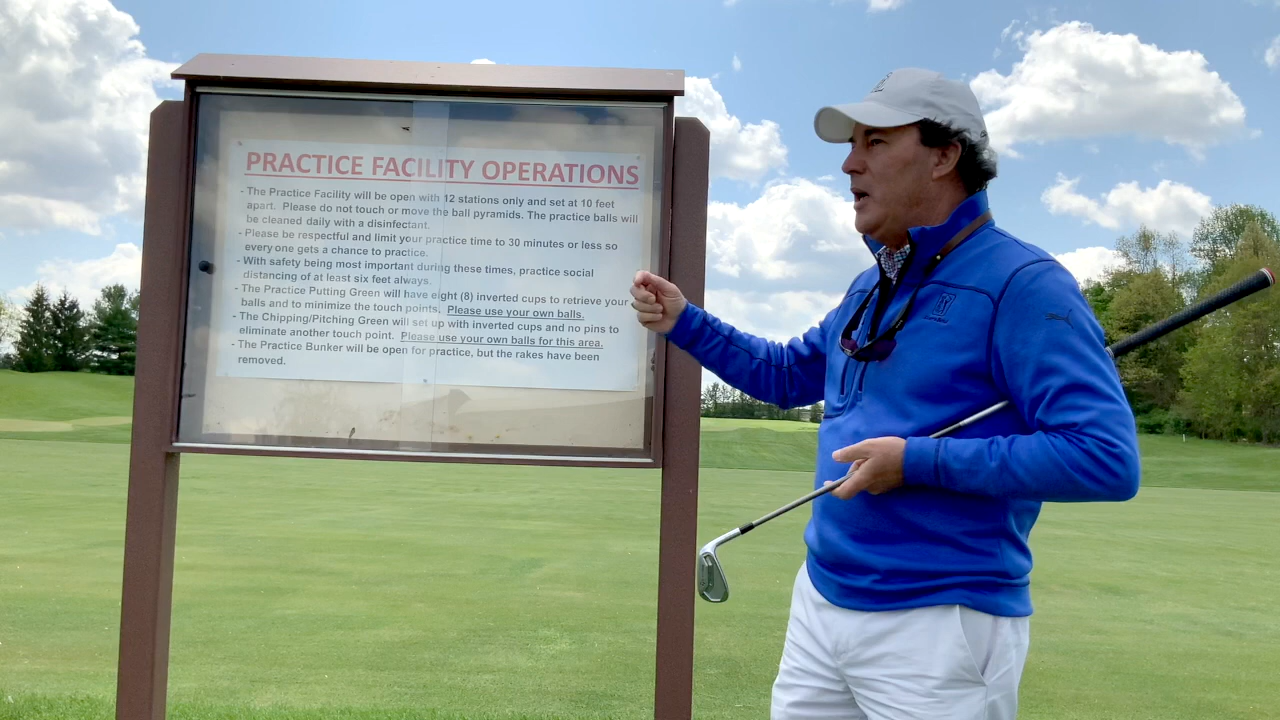 PRACTICE FACILITY OPERATIONS
- The Practice Facility will be open with 12 stations only and set at 10 feet
apart. Please do not touch or move the ball pyramids. The practice balls will
be cleaned daily with a disinfectant.
- Please be respectful and limit your practice time to 30 minutes or less so
everyone gets a chance to practice.
- With safety being most important during these times, practice social
distancing of at least six feet always.
- The Practice Putting Green will have eight (8) inverted cups to retrieve your
balls and to minimize the touch points. Please use your own balls.
- The Chipping/Pitching Green will set up with inverted cups and no pins to
eliminate another touch point. Please use your own balls for this area.
- The Practice Bunker will be open for practice, but the rakes have been
removed.